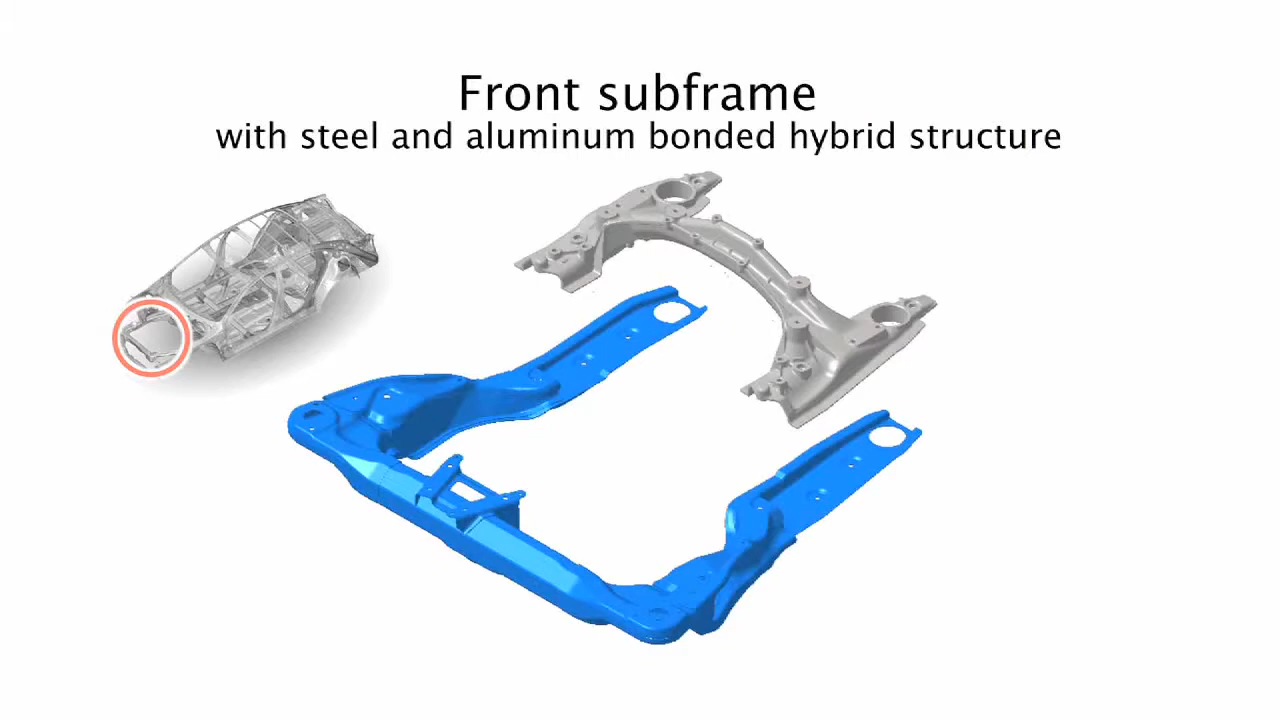 Front subframe
with steel and aluminum bonded hybrid structure